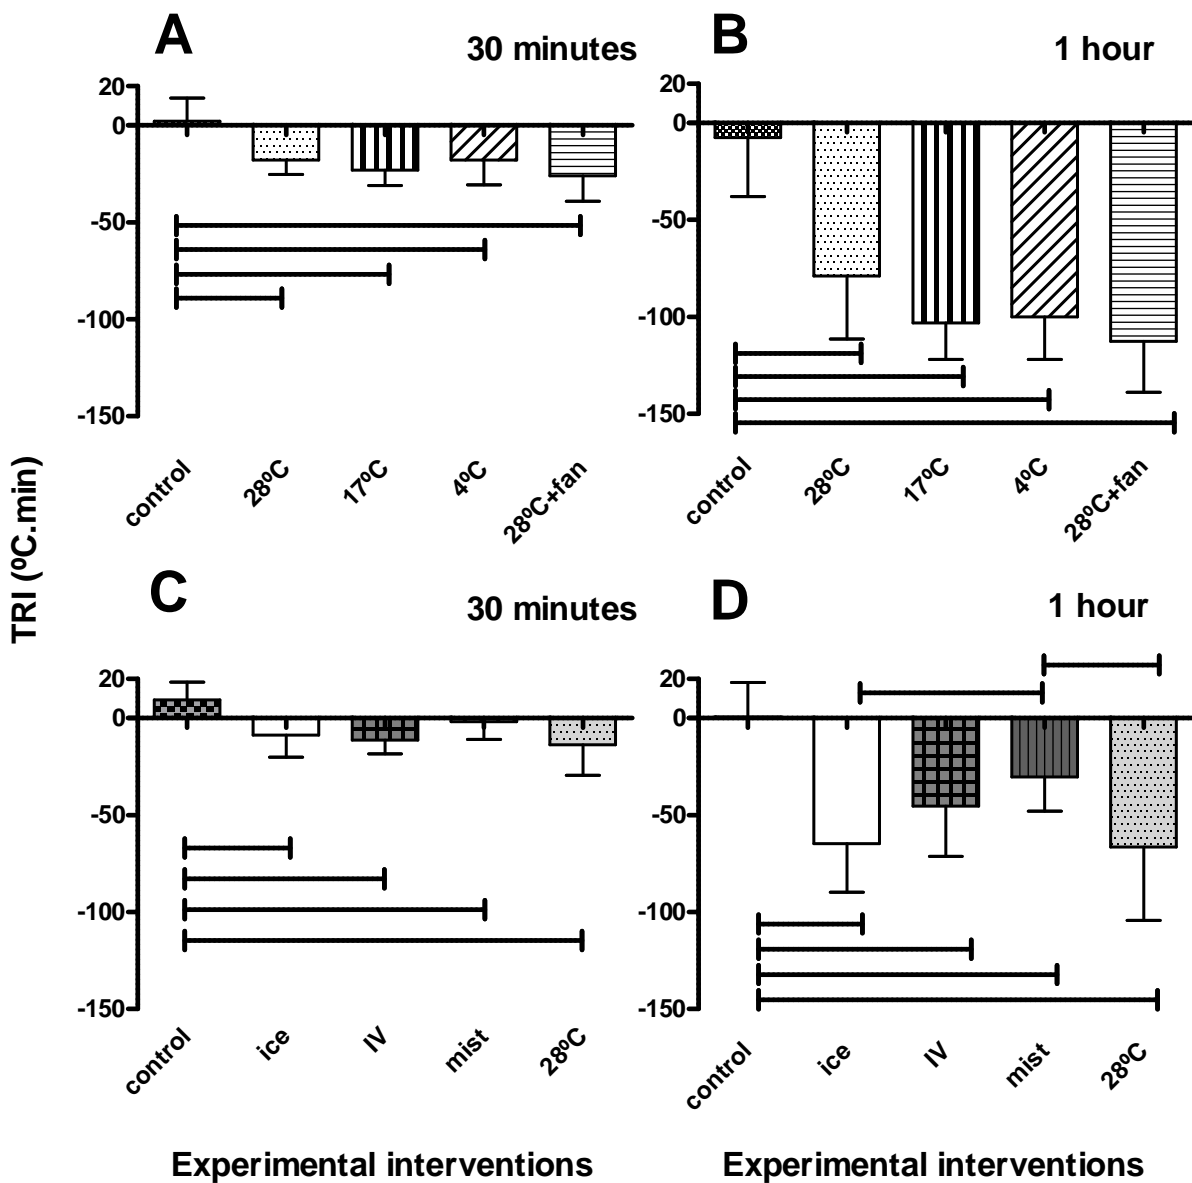 A
30 minutes
20
0
-50
-100
-150
control
28ºC
17ºC
4ºC
28ºC+fan
B
1 hour
20
0
-50
-100
-150
control
28ºC
17ºC
4ºC
28ºC+fan
TRI (ºC.min)
C
30 minutes
20
0
-50
-100
-150
control
ice
IV
mist
28ºC
Experimental interventions
D
1 hour
20
0
-50
-100
-150
control
ice
IV
mist
28ºC
Experimental interventions